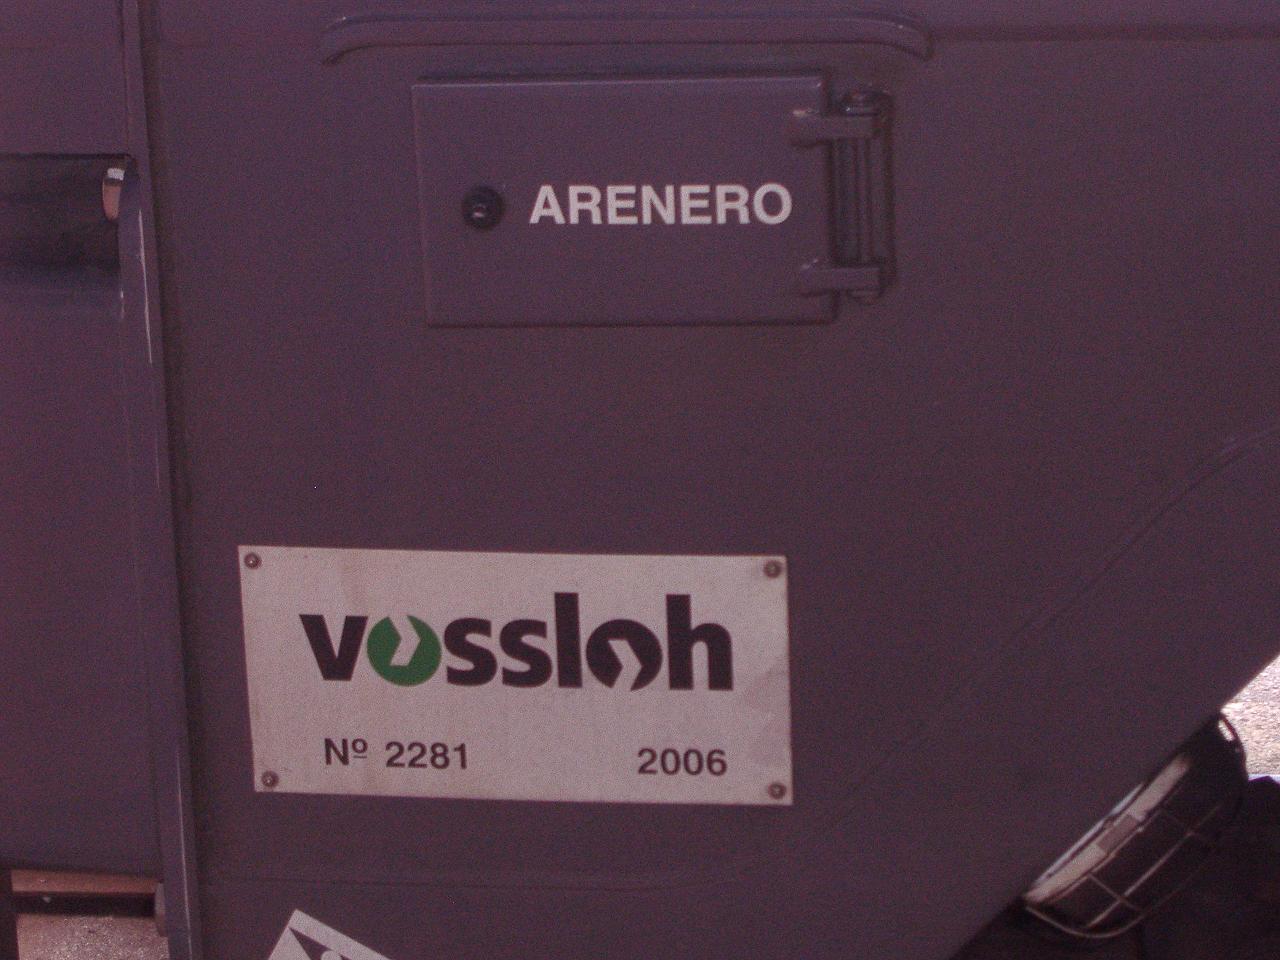 ARENERO
vossloh
Nº 2281 2006